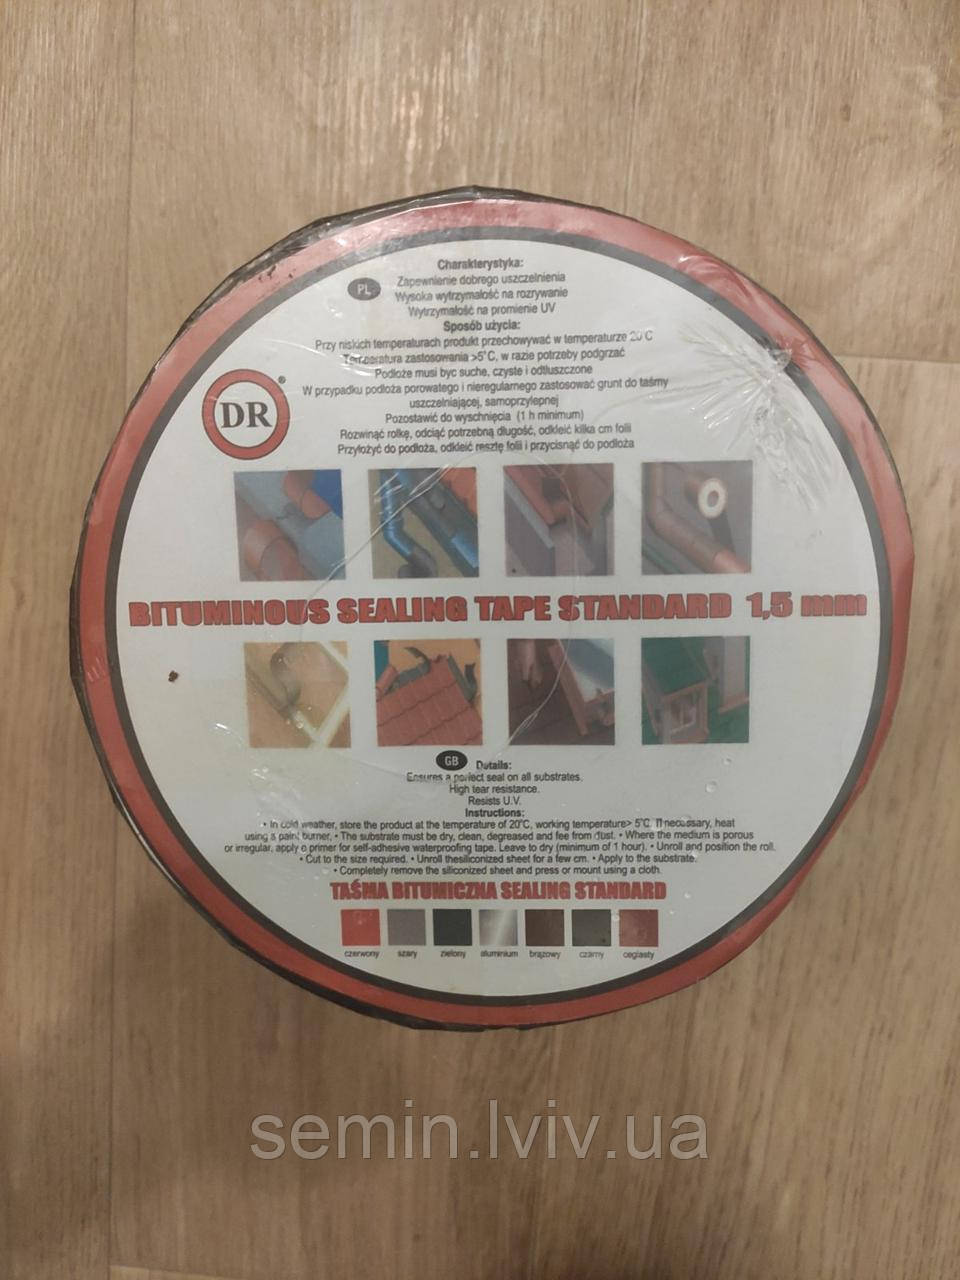 Charakterystyka:
PL
Zapewnienie dobrego uszczelnienia
Wysoka wytrzymałość na rozrywanie
Wytrzymałość na promienie UV
Sposób użycia:
Przy niskich temperaturach produkt przechowywać w temperaturze 20˚C
Temperatura zastosowania >5˚C, w razie potrzeby podgrzać
Podłoże musi byc suche, czyste i odtłuszczone
W przypadku podłoża porowatego i nieregularnego zastosować grunt do taśmy
uszczelniającej, samoprzylepnej
Pozostawić do wyschnięcia (1 h minimum)
Rozwinąć rolkę, odciąć potrzebną długość, odkleić kilka cm folii
Przyłożyć do podłoża, odkleić resztę folii i przycisnąć do podłoża
DR®
BITUMINOUS SEALING TAPE STANDARD 1,5 mm
GB Details:
Ensures a perfect seal on all substrates.
High tear resistance.
Resists U.V.
Instructions:
• In cold weather, store the product at the temperature of 20˚C, working temperature> 5˚C. If necessary, heat
using a paint burner. • The substrate must be dry, clean, degreased and fee from dust. • Where the medium is porous
or irregular, apply a primer for self-adhesive waterproofing tape. Leave to dry (minimum of 1 hour). • Unroll and position the roll.
• Cut to the size required. • Unroll thesiliconized sheet for a few cm. • Apply to the substrate.
• Completely remove the siliconized sheet and press or mount using a cloth.
TAŚMA BITUMICZNA SEALING STANDARD
czerwony szary zielony aluminium brązowy czarny ceglasty
semin.lviv.ua